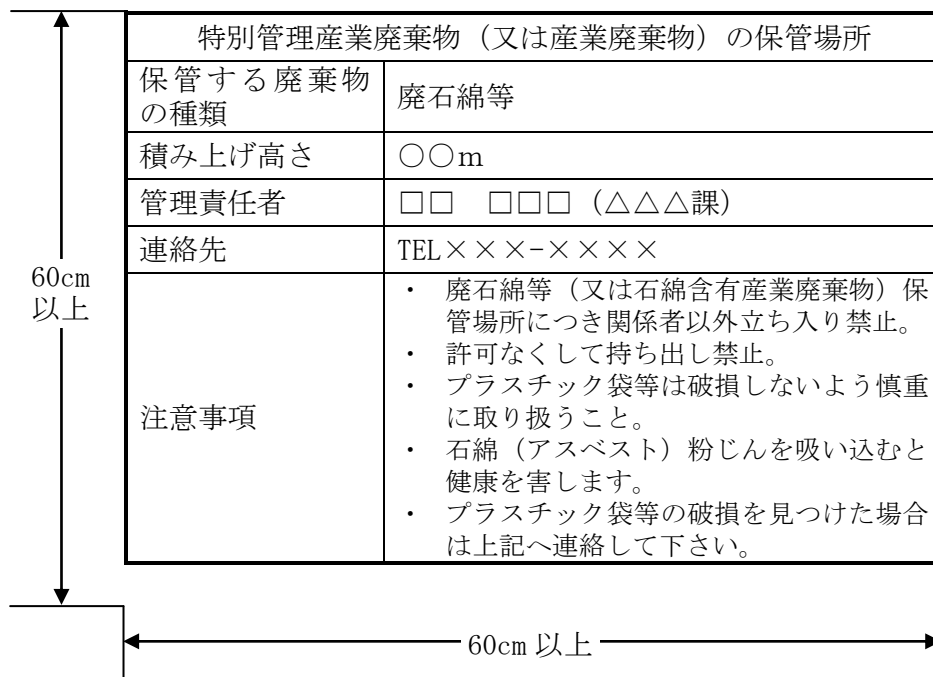 特別管理産業廃棄物（又は産業廃棄物）の保管場所
保管する廃棄物
の種類
廃石綿等
積み上げ高さ
○○ｍ
管理責任者
□□　□□□（△△△課）
連絡先
TEL×××-××××
60cm
以上
注意事項
・　廃石綿等（又は石綿含有産業廃棄物）保
管場所につき関係者以外立ち入り禁止。
・　許可なくして持ち出し禁止。
・　プラスチック袋等は破損しないよう慎重
に取り扱うこと。
・　石綿（アスベスト）粉じんを吸い込むと
健康を害します。
・　プラスチック袋等の破損を見つけた場合
は上記へ連絡して下さい。
60cm 以上